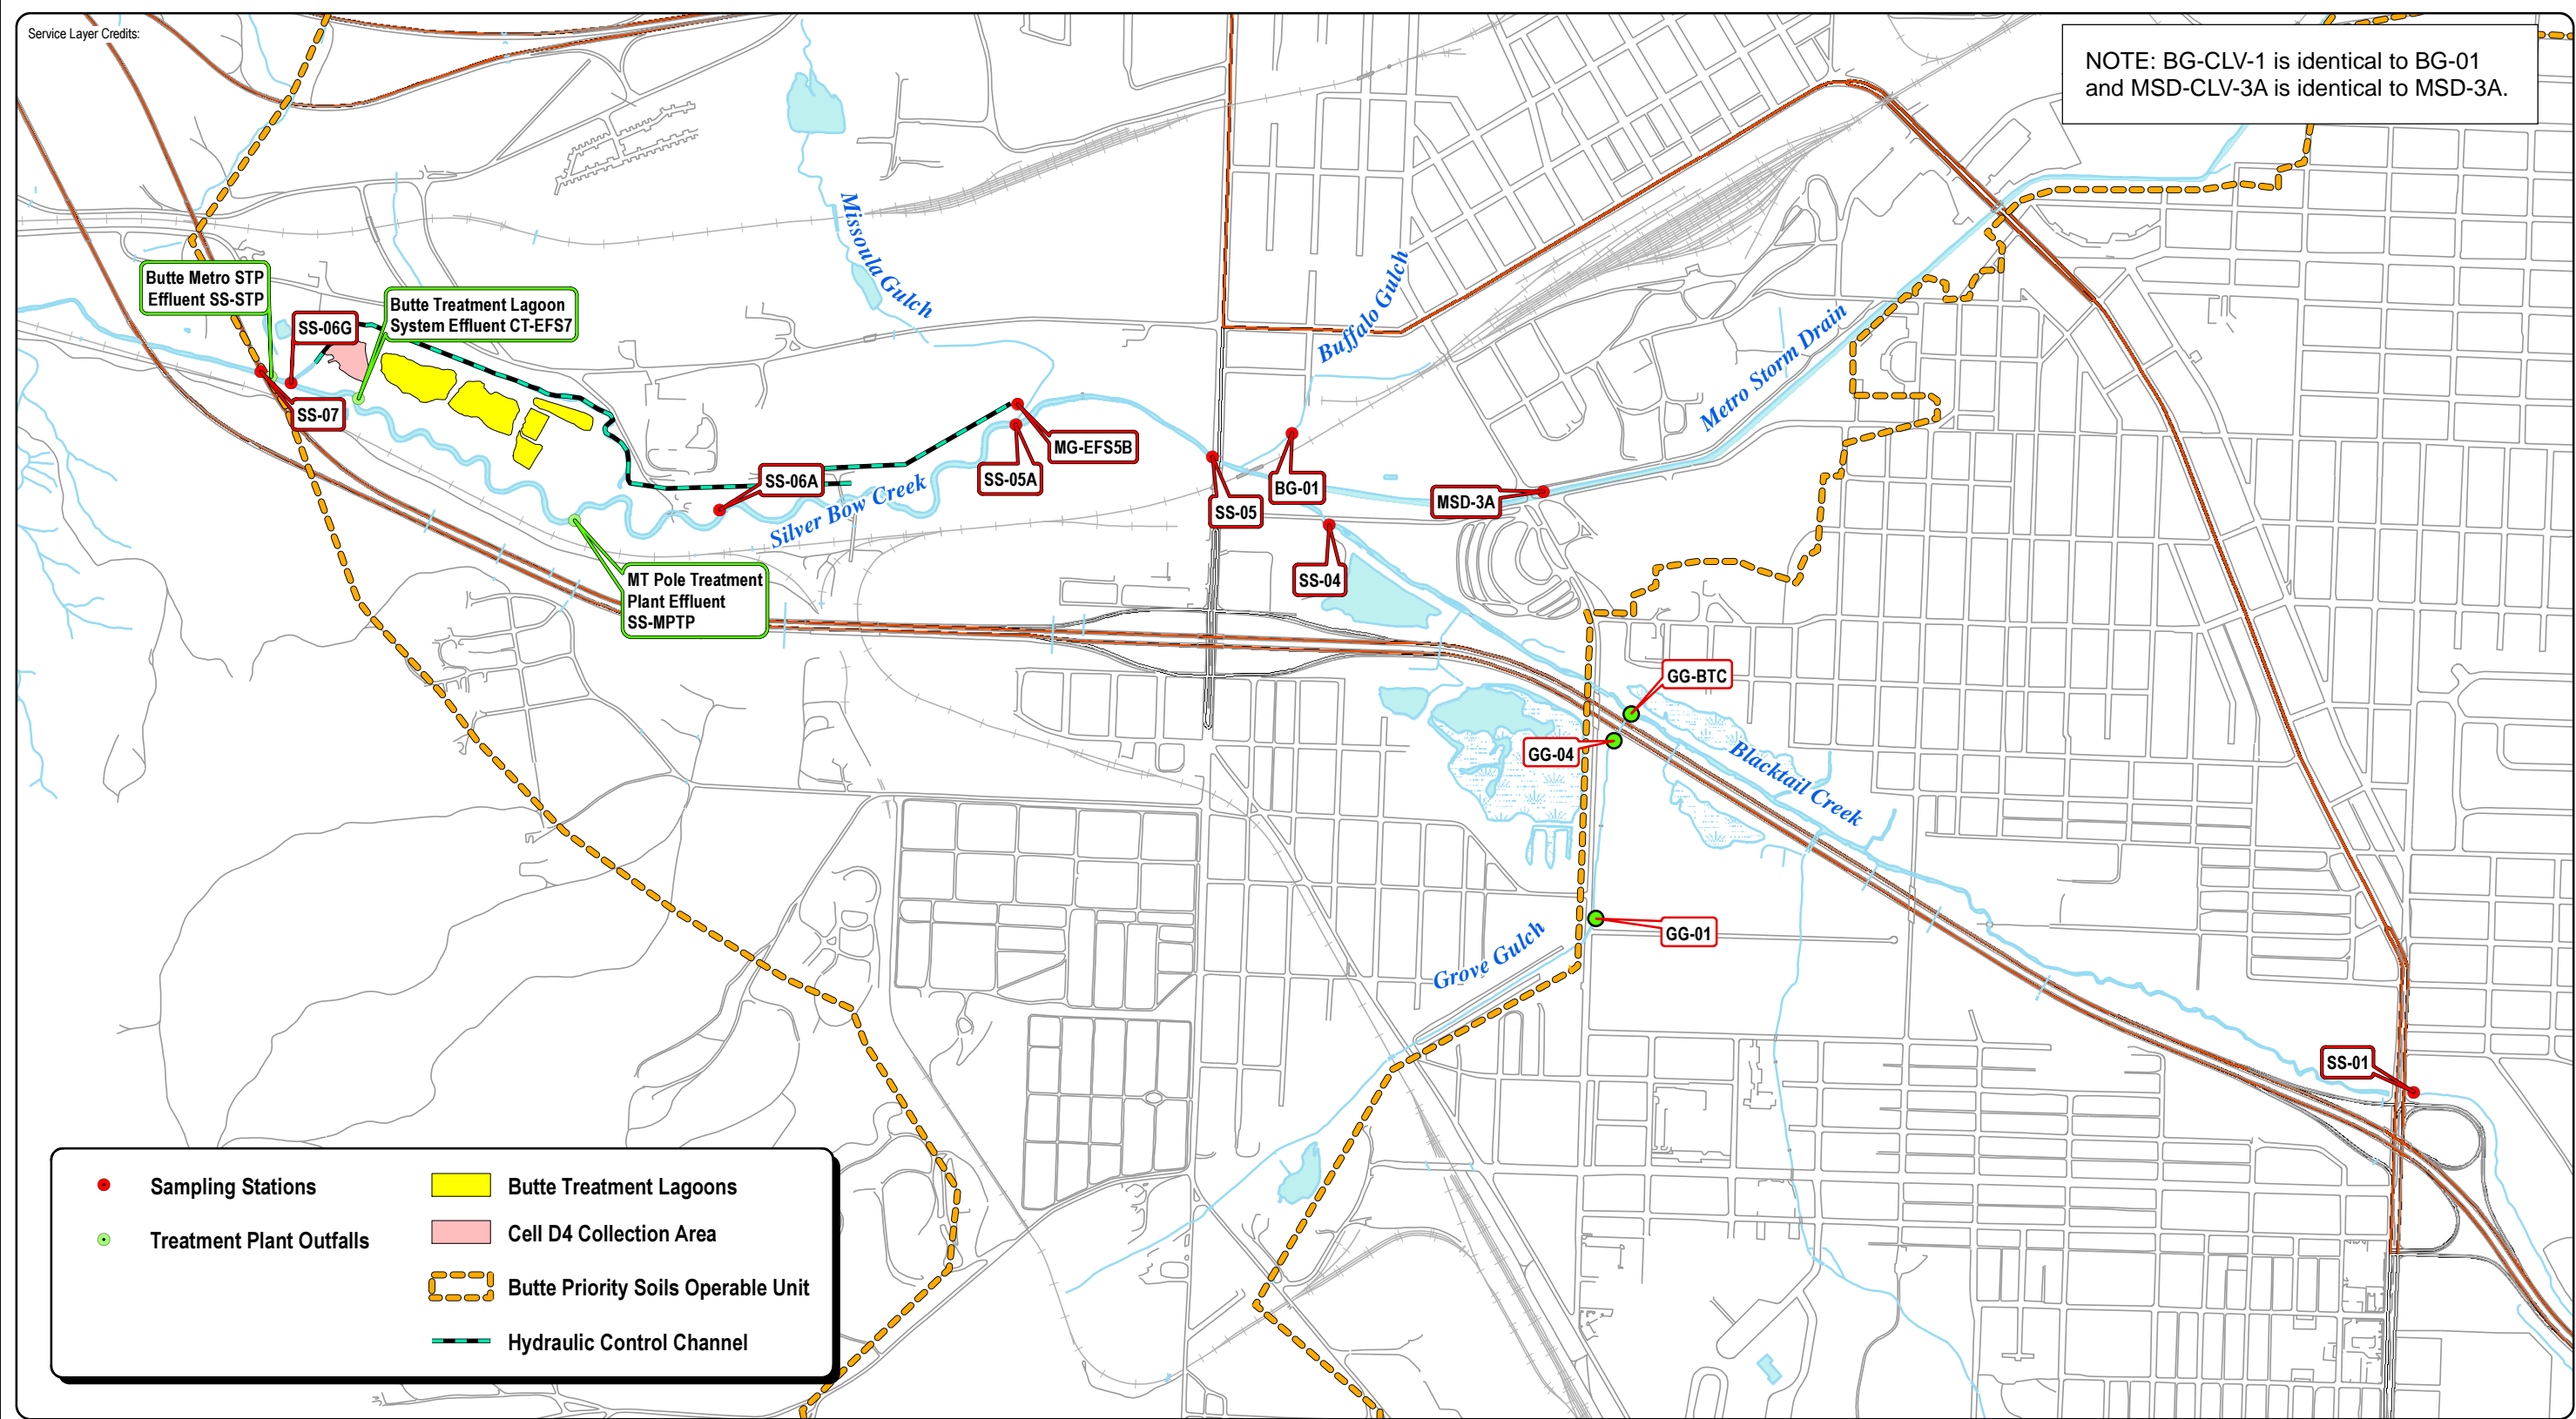 Service Layer Credits:
NOTE: BG-CLV-1 is identical to BG-01
and MSD-CLV-3A is identical to MSD-3A.
Missoula Gulch
Buffalo Gulch
Metro Storm Drain
Butte Metro STP
Effluent SS-STP
SS-06G
Butte Treatment Lagoon
System Effluent CT-EFS7
SS-07
MG-EFS5B
SS-05A
SS-06A
Silver Bow Creek
BG-01
SS-05
MSD-3A
SS-04
MT Pole Treatment
Plant Effluent
SS-MPTP
GG-BTC
GG-04
Blacktail Creek
GG-01
Grove Gulch
SS-01
Sampling Stations
Treatment Plant Outfalls
Butte Treatment Lagoons
Cell D4 Collection Area
Butte Priority Soils Operable Unit
Hydraulic Control Channel